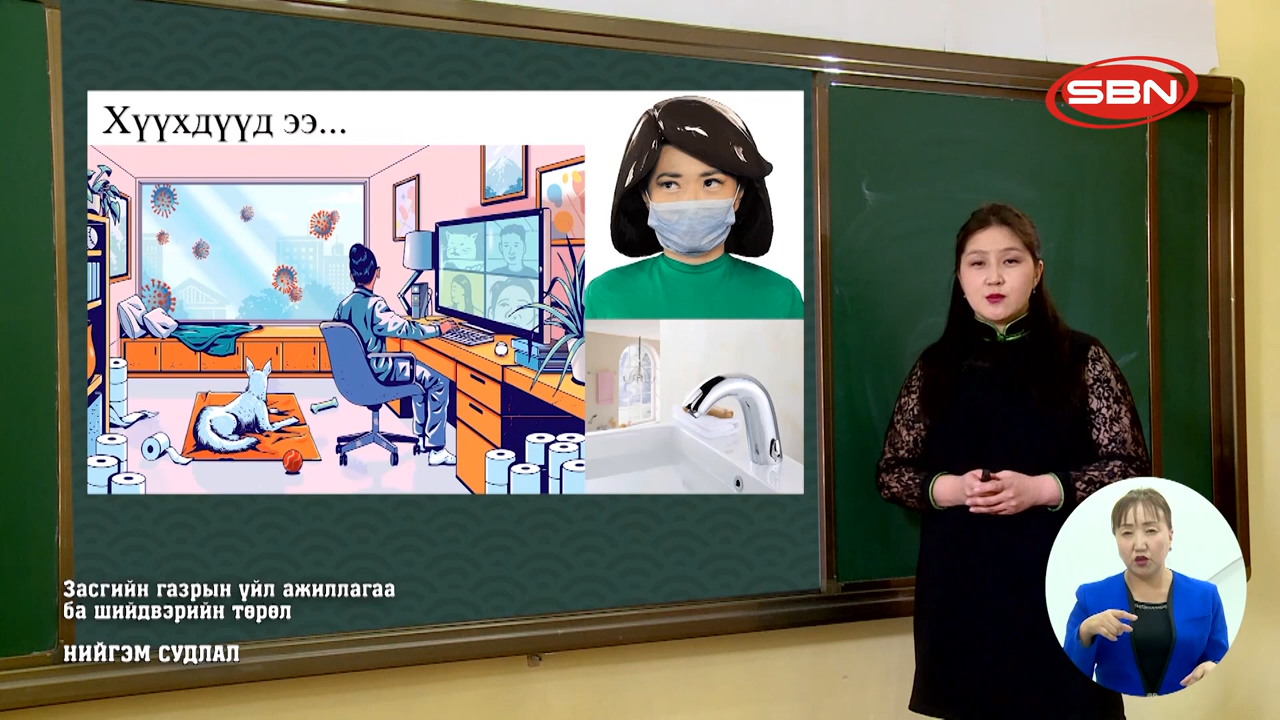 SBN
Хүүхдүүд ээ...
Засгийн газрын үйл ажиллагаа
ба шийдвэрийн төрөл
НИЙГЭМ СУДЛАЛ